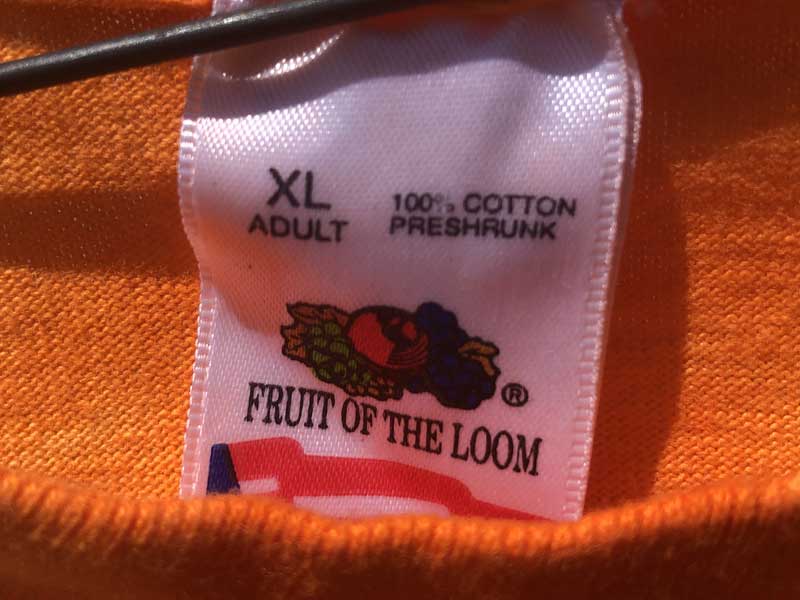 XL
ADULT
100% COTTON
PRESHRUNK
®
FRUIT OF THE LOOM